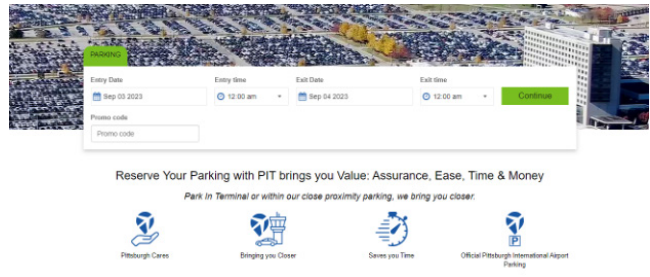 PARKING
Entry Date Entry time Exit Date Exit time
Sep 03 2023 12:00 am Sep 04 2023 12:00 am Continue
Promo code
Promo code
Reserve Your Parking with PIT brings you Value: Assurance, Ease, Time & Money
Park In Terminal or within our close proximity parking, we bring you closer.
Pittsburgh Cares Bringing you Closer Saves you Time Official Pittsburgh International Airport
Parking